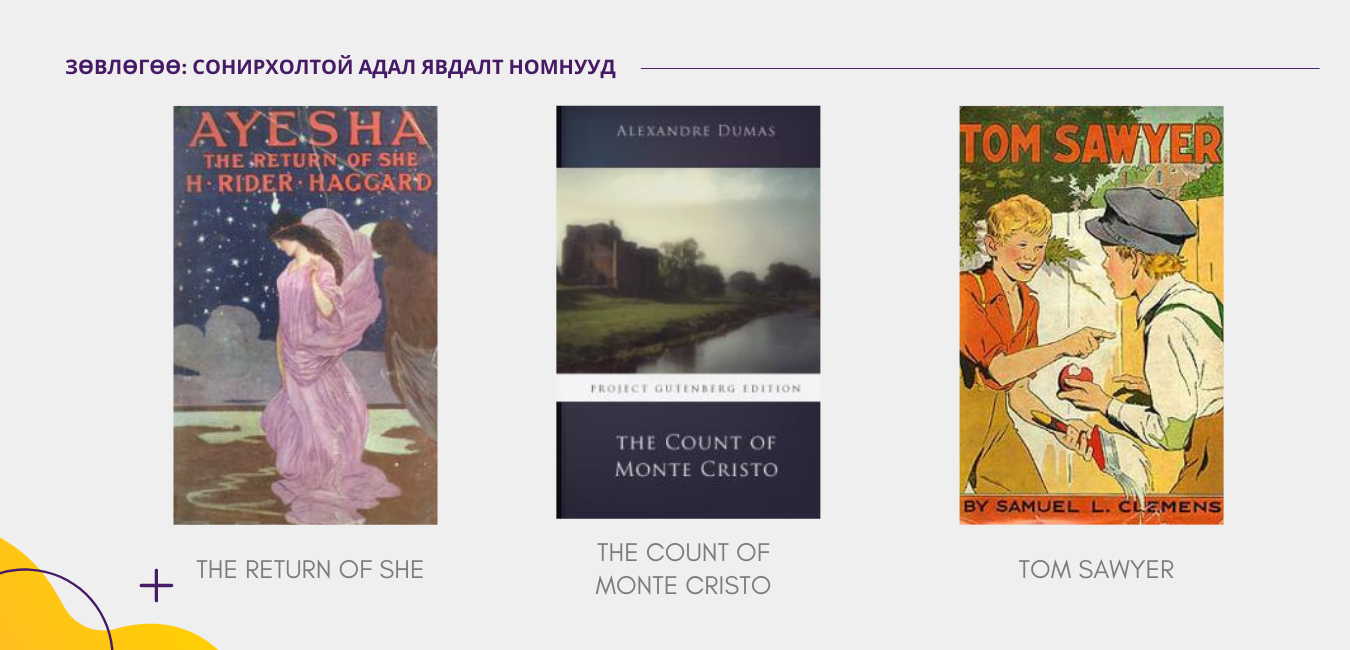 ЗӨВЛӨГӨӨ: СОНИРХОЛТОЙ АДАЛ ЯВДАЛТ НОМНУУД
AYESHA
THE RETURN OF SHE
H·RIDER·HAGGARD
THE RETURN OF SHE
ALEXANDRE DUMAS
PROJECT GUTENBERG EDITION
THE COUNT OF
MONTE CRISTO
THE COUNT OF
MONTE CRISTO
TOM SAWYER
BY SAMUEL L. CLEMENS
TOM SAWYER